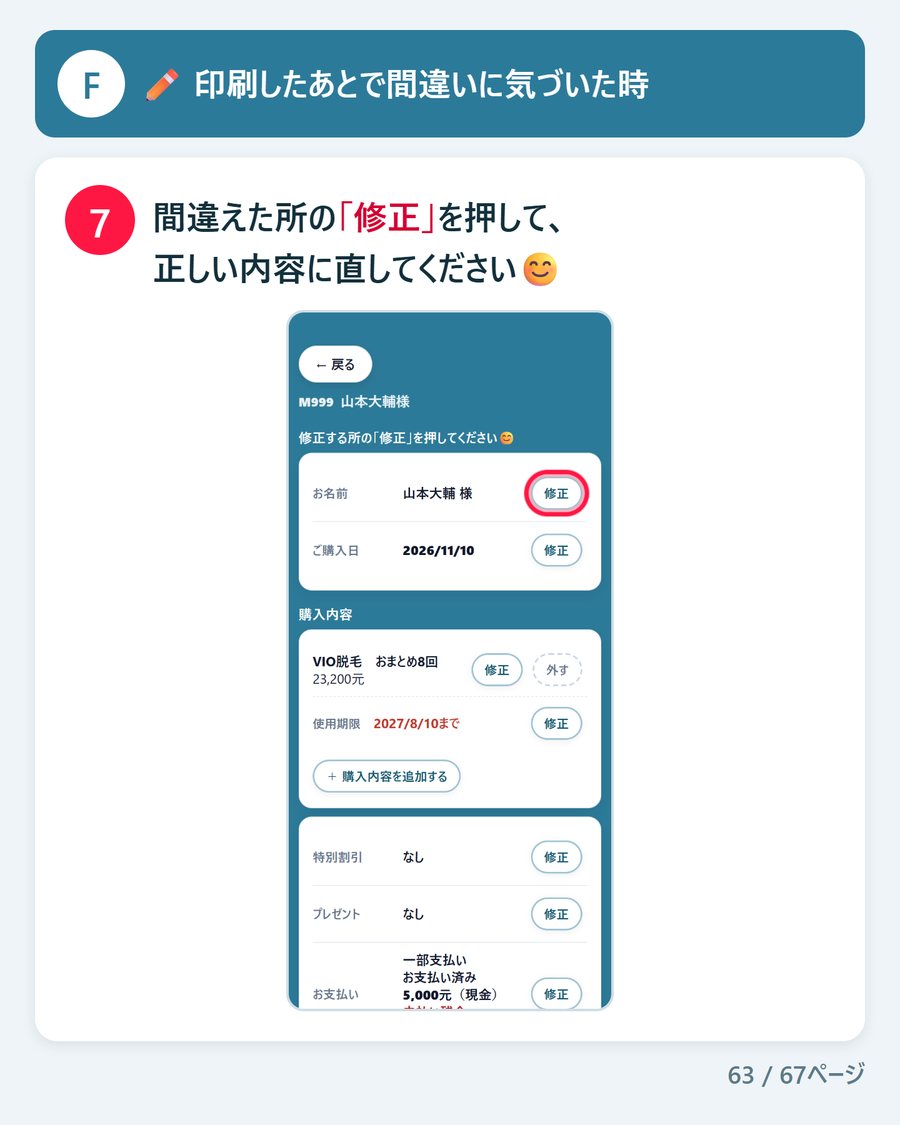 F ✏️ 印刷したあとで間違いに気づいた時
7 間違えた所の「修正」を押して、
正しい内容に直してください😊
← 戻る
M999 山本大輔様
修正する所の「修正」を押してください😊
お名前 山本大輔 様 修正
ご購入日 2026/11/10 修正
購入内容
VIO脱毛 おまとめ8回 修正 外す
23,200元
使用期限 2027/8/10まで 修正
＋ 購入内容を追加する
特別割引 なし 修正
プレゼント なし 修正
一部支払い
お支払い済み
お支払い 5,000元（現金） 修正
63 / 67ページ